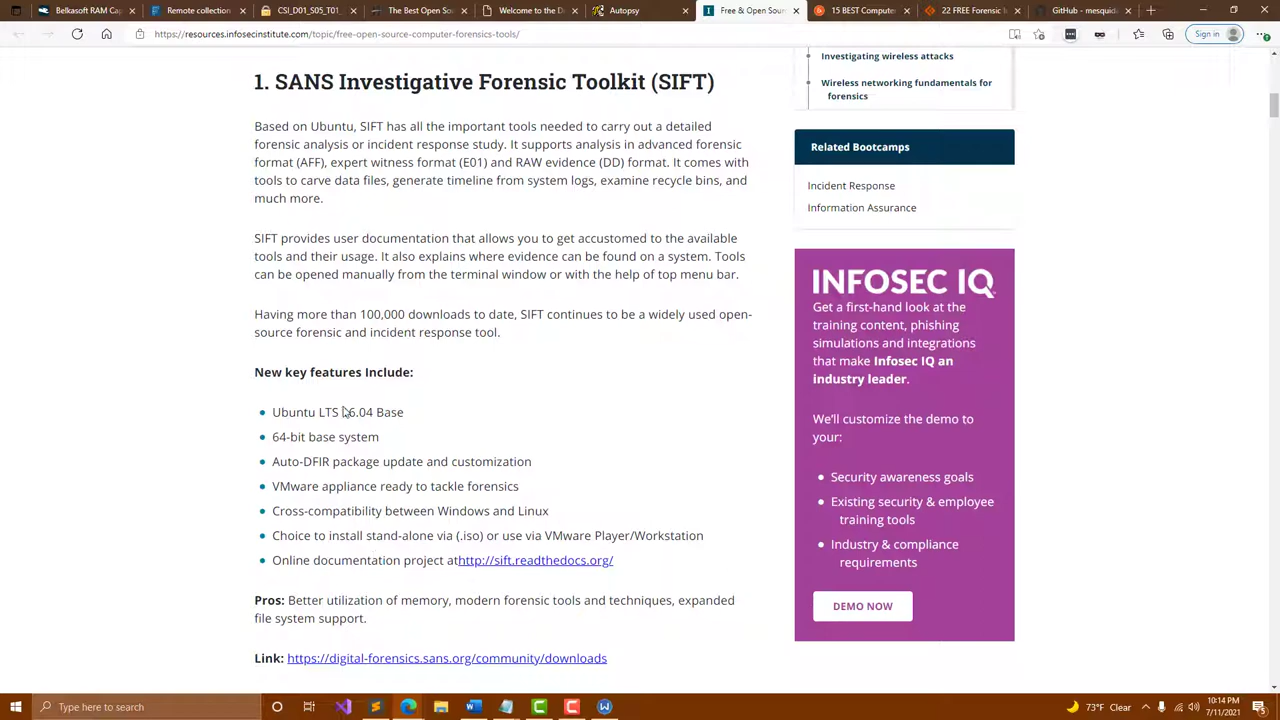 Belkasoft RAM Cap
Remote collection
CSI_LD01_S05_T01
The Best Open So
Welcome to the D
Autopsy
Free & Open Sour
15 BEST Compute
22 FREE Forensic I
GitHub - mesquid
https://resources.infosecinstitute.com/topic/free-open-source-computer-forensics-tools/
Sign in
1. SANS Investigative Forensic Toolkit (SIFT)
Based on Ubuntu, SIFT has all the important tools needed to carry out a detailed
forensic analysis or incident response study. It supports analysis in advanced forensic
format (AFF), expert witness format (E01) and RAW evidence (DD) format. It comes with
tools to carve data files, generate timeline from system logs, examine recycle bins, and
much more.
SIFT provides user documentation that allows you to get accustomed to the available
tools and their usage. It also explains where evidence can be found on a system. Tools
can be opened manually from the terminal window or with the help of top menu bar.
Having more than 100,000 downloads to date, SIFT continues to be a widely used open-
source forensic and incident response tool.
New key features Include:
Ubuntu LTS 16.04 Base
64-bit base system
Auto-DFIR package update and customization
VMware appliance ready to tackle forensics
Cross-compatibility between Windows and Linux
Choice to install stand-alone via (.iso) or use via VMware Player/Workstation
Online documentation project athttp://sift.readthedocs.org/
Pros: Better utilization of memory, modern forensic tools and techniques, expanded
file system support.
Link: https://digital-forensics.sans.org/community/downloads
Investigating wireless attacks
Wireless networking fundamentals for
forensics
Related Bootcamps
Incident Response
Information Assurance
INFOSEC IQ
Get a first-hand look at the
training content, phishing
simulations and integrations
that make Infosec IQ an
industry leader.
We'll customize the demo to
your:
Security awareness goals
Existing security & employee
training tools
Industry & compliance
requirements
DEMO NOW
Type here to search
73°F Clear
10:14 PM
7/11/2021